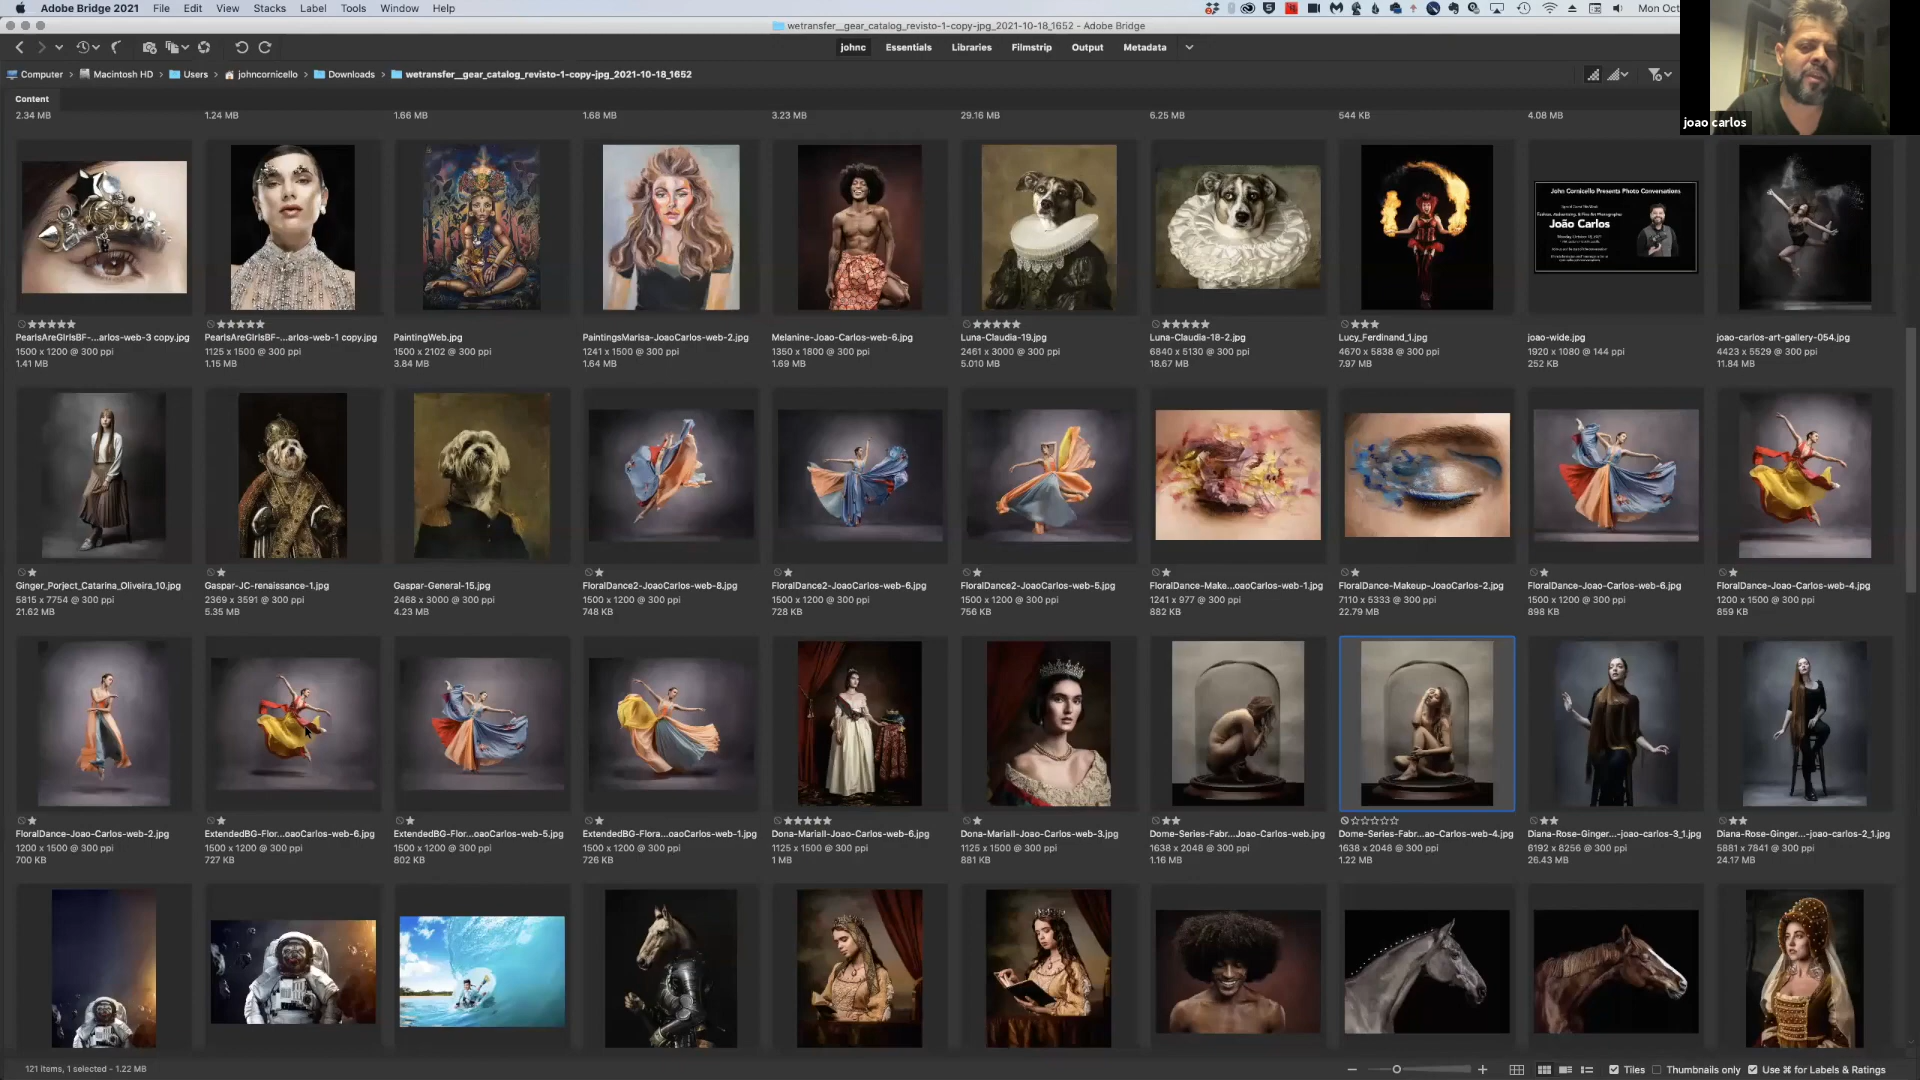 Adobe Bridge 2021 File Edit View Stacks Label Tools Window Help
Mon Oct
wetransfer__gear_catalog_revisto-1-copy-jpg_2021-10-18_1652 - Adobe Bridge
johnc Essentials Libraries Filmstrip Output Metadata
Computer Macintosh HD Users johncornicello Downloads wetransfer__gear_catalog_revisto-1-copy-jpg_2021-10-18_1652
joao carlos
Content
2.34 MB 1.24 MB 1.66 MB 1.68 MB 3.23 MB 29.16 MB 6.25 MB 544 KB 4.08 MB
John Cornicello Presents Photo Conversations
João Carlos
PearlsAreGirlsBF-...arlos-web-3 copy.jpg PearlsAreGirlsBF-...arlos-web-1 copy.jpg PaintingWeb.jpg PaintingsMarisa-JoaoCarlos-web-2.jpg Melanine-Joao-Carlos-web-6.jpg Luna-Claudia-19.jpg Luna-Claudia-18-2.jpg Lucy_Ferdinand_1.jpg joao-wide.jpg joao-carlos-art-gallery-054.jpg
1500 x 1200 @ 300 ppi 1125 x 1500 @ 300 ppi 1500 x 2102 @ 300 ppi 1241 x 1500 @ 300 ppi 1350 x 1800 @ 300 ppi 2461 x 3000 @ 300 ppi 6840 x 5130 @ 300 ppi 4670 x 5838 @ 300 ppi 1920 x 1080 @ 144 ppi 4423 x 5529 @ 300 ppi
1.41 MB 1.15 MB 3.84 MB 1.64 MB 1.69 MB 5.010 MB 18.67 MB 7.97 MB 252 KB 11.84 MB
Ginger_Porject_Catarina_Oliveira_10.jpg Gaspar-JC-renaissance-1.jpg Gaspar-General-15.jpg FloralDance2-JoaoCarlos-web-8.jpg FloralDance2-JoaoCarlos-web-6.jpg FloralDance2-JoaoCarlos-web-5.jpg FloralDance-Make...oaoCarlos-web-1.jpg FloralDance-Makeup-JoaoCarlos-2.jpg FloralDance-Joao-Carlos-web-6.jpg FloralDance-Joao-Carlos-web-4.jpg
5815 x 7754 @ 300 ppi 2369 x 3591 @ 300 ppi 2468 x 3000 @ 300 ppi 1500 x 1200 @ 300 ppi 1500 x 1200 @ 300 ppi 1500 x 1200 @ 300 ppi 1241 x 977 @ 300 ppi 7110 x 5333 @ 300 ppi 1500 x 1200 @ 300 ppi 1200 x 1500 @ 300 ppi
21.62 MB 5.35 MB 4.23 MB 748 KB 728 KB 756 KB 882 KB 22.79 MB 898 KB 859 KB
FloralDance-Joao-Carlos-web-2.jpg ExtendedBG-Flor...oaoCarlos-web-6.jpg ExtendedBG-Flor...oaoCarlos-web-5.jpg ExtendedBG-Flora...oaoCarlos-web-1.jpg Dona-MariaII-JoaoCarlos-web-6.jpg Dona-MariaII-JoaoCarlos-web-3.jpg Dome-Series-Fabr...Joao-Carlos-web.jpg Dome-Series-Fabr...ao-Carlos-web-4.jpg Diana-Rose-Ginger...-joao-carlos-3_1.jpg Diana-Rose-Ginger...-joao-carlos-2_1.jpg
1200 x 1500 @ 300 ppi 1500 x 1200 @ 300 ppi 1500 x 1200 @ 300 ppi 1500 x 1200 @ 300 ppi 1125 x 1500 @ 300 ppi 1125 x 1500 @ 300 ppi 1638 x 2048 @ 300 ppi 1638 x 2048 @ 300 ppi 6192 x 8256 @ 300 ppi 5881 x 7841 @ 300 ppi
700 KB 727 KB 802 KB 726 KB 1 MB 881 KB 1.16 MB 1.22 MB 26.43 MB 24.17 MB
121 items, 1 selected - 1.22 MB
Tiles Thumbnails only Use ⌘ for Labels & Ratings